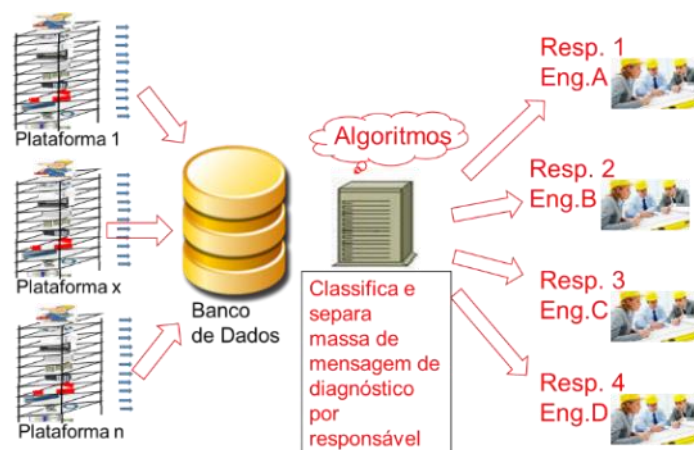 Plataforma 1
Plataforma x
Plataforma n
Banco
de Dados
Algoritmos
Classifica e
separa
massa de
mensagem de
diagnóstico
por
responsável
Resp. 1
Eng.A
Resp. 2
Eng.B
Resp. 3
Eng.C
Resp. 4
Eng.D